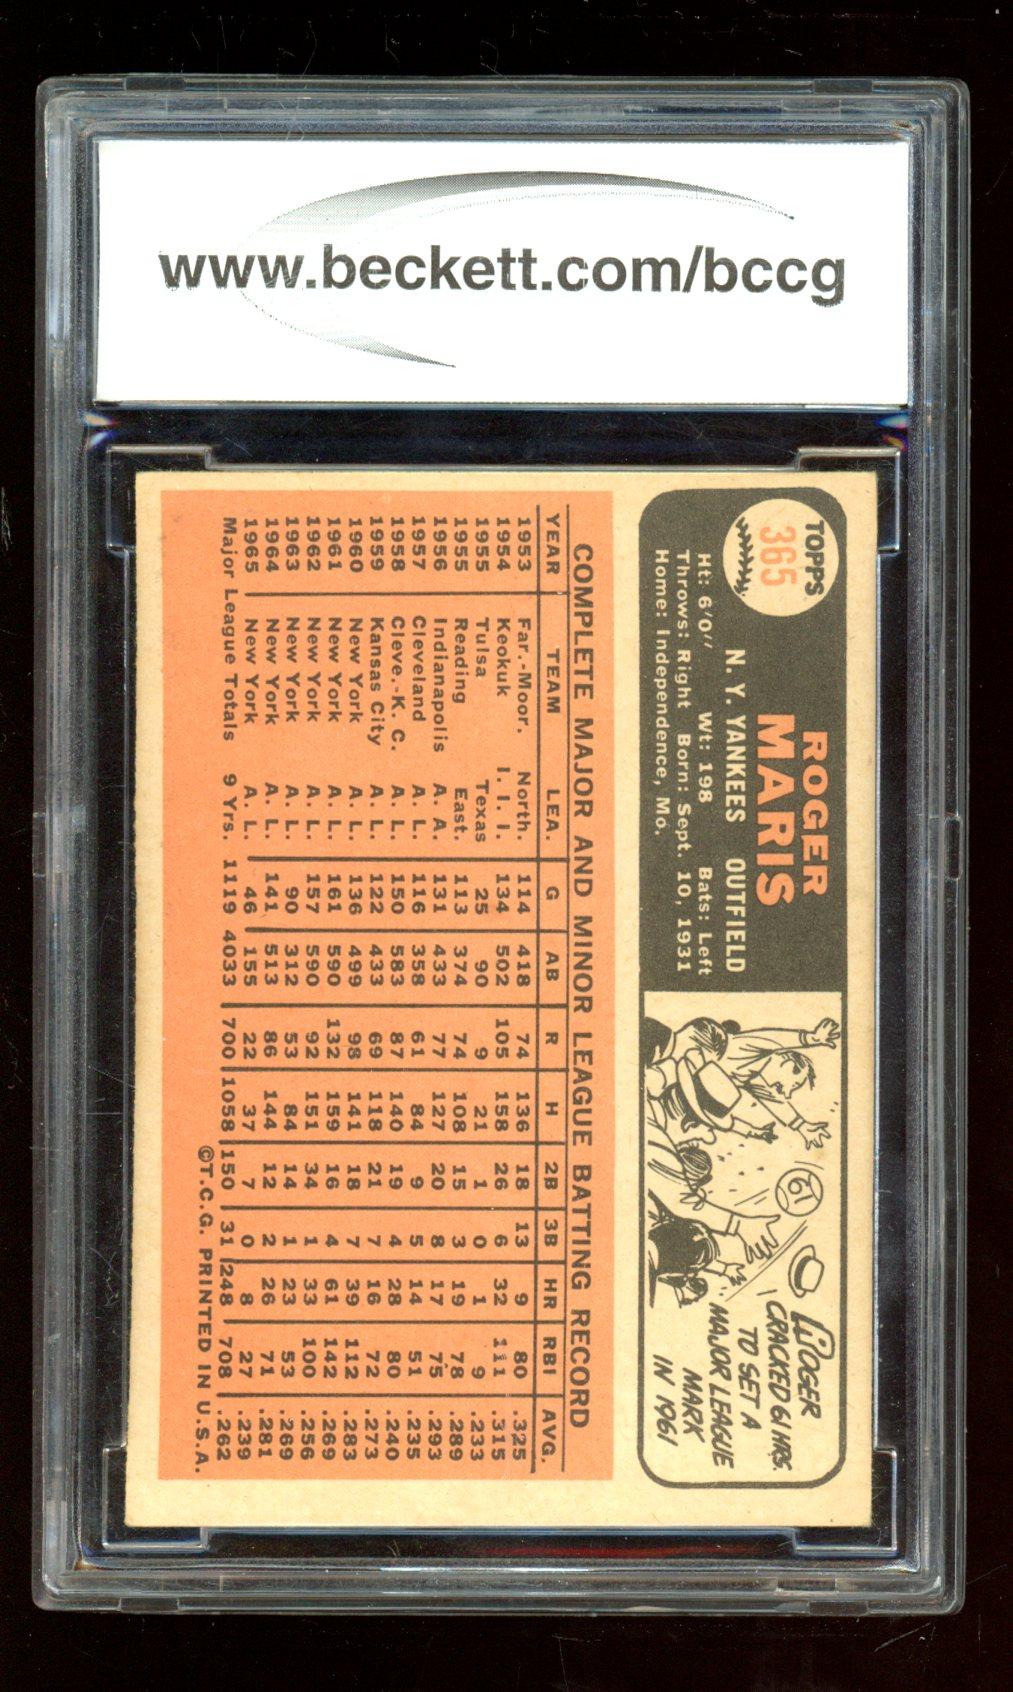 www.beckett.com/bccg
TOPPS
365
ROGER
MARIS
N. Y. YANKEES OUTFIELD
Ht: 6'0" Wt: 198 Bats: Left
Throws: Right Born: Sept. 10, 1931
Home: Independence, Mo.
61
ROGER
CRACKED 61 HRS.
TO SET A
MAJOR LEAGUE
MARK
IN 1961
COMPLETE MAJOR AND MINOR LEAGUE BATTING RECORD
YEAR TEAM LEA. G AB R H 2B 3B HR RBI AVG.
1953 Far.-Moor. North. 114 418 74 136 18 13 9 80 .325
1954 Keokuk I. I. I. 134 502 105 158 26 6 32 111 .315
1955 Tulsa Texas 25 90 9 21 1 0 1 9 .233
1955 Reading East. 113 374 74 108 15 3 19 78 .289
1956 Indianapolis A. A. 131 433 77 127 20 8 17 75 .293
1957 Cleveland A. L. 116 358 61 84 9 5 14 51 .235
1958 Cleve.-K. C. A. L. 150 583 87 140 19 4 28 80 .240
1959 Kansas City A. L. 122 433 69 118 21 7 16 72 .273
1960 New York A. L. 136 499 98 141 18 7 39 112 .283
1961 New York A. L. 161 590 132 159 16 4 61 142 .269
1962 New York A. L. 157 590 92 151 34 1 33 100 .256
1963 New York A. L. 90 312 53 84 14 1 23 53 .269
1964 New York A. L. 141 513 86 144 12 2 26 71 .281
1965 New York A. L. 46 155 22 37 7 0 8 27 .239
Major League Totals 9 Yrs. 1119 4033 700 1058 150 31 248 708 .262
©T.C.G. PRINTED IN U.S.A.